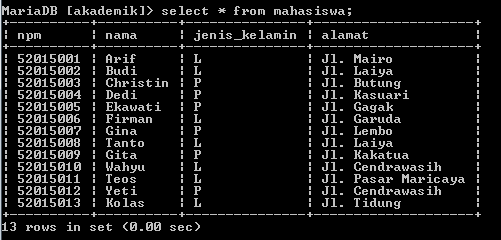 MariaDB [akademik]> select * from mahasiswa;
+----------+-----------+---------------+-------------------+
| npm      | nama      | jenis_kelamin | alamat            |
+----------+-----------+---------------+-------------------+
| 52015001 | Arif      | L             | Jl. Mairo         |
| 52015002 | Budi      | L             | Jl. Laiya         |
| 52015003 | Christin  | P             | Jl. Butung        |
| 52015004 | Dedi      | P             | Jl. Kasuari       |
| 52015005 | Ekawati   | P             | Jl. Gagak         |
| 52015006 | Firman    | L             | Jl. Garuda        |
| 52015007 | Gina      | P             | Jl. Lembo         |
| 52015008 | Tanto     | L             | Jl. Laiya         |
| 52015009 | Gita      | P             | Jl. Kakatua       |
| 52015010 | Wahyu     | L             | Jl. Cendrawasih   |
| 52015011 | Teos      | L             | Jl. Pasar Maricaya |
| 52015012 | Yeti      | P             | Jl. Cendrawasih   |
| 52015013 | Kolas     | L             | Jl. Tidung        |
+----------+-----------+---------------+-------------------+
13 rows in set (0.00 sec)